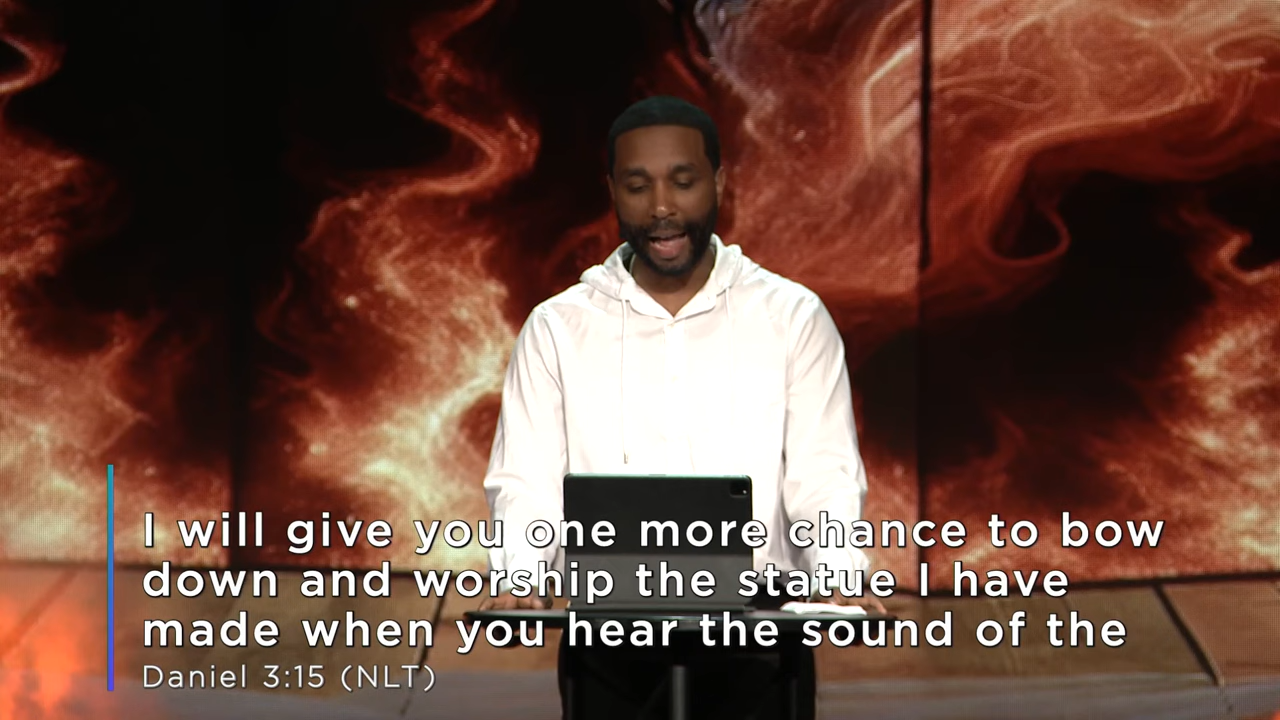 I will give you one more chance to bow
down and worship the statue I have
made when you hear the sound of the
Daniel 3:15 (NLT)